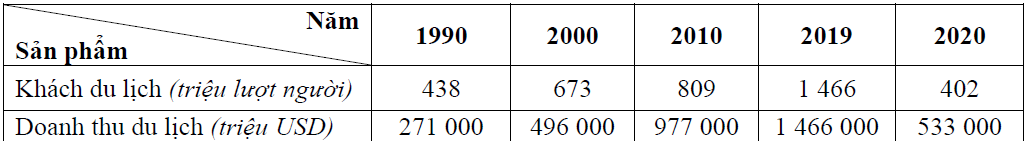 Năm
Sản phẩm
1990 2000 2010 2019 2020
Khách du lịch (triệu lượt người) 438 673 809 1 466 402
Doanh thu du lịch (triệu USD) 271 000 496 000 977 000 1 466 000 533 000